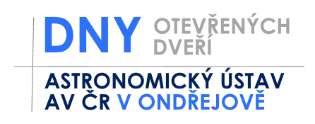 DNY OTEVŘENÝCH
DVEŘÍ
ASTRONOMICKÝ ÚSTAV
AV ČR V ONDŘEJOVĚ